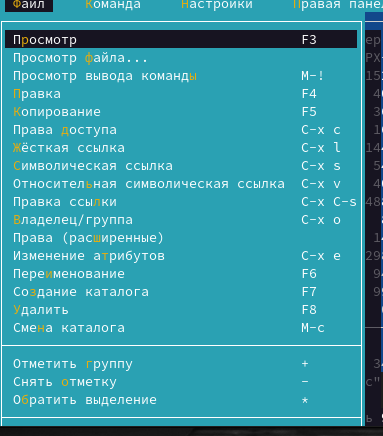 Файл Команда Настройки Правая
Просмотр F3
Просмотр файла...
Просмотр вывода команды M-!
Правка F4
Копирование F5
Права доступа C-x c
Жёсткая ссылка C-x l
Символическая ссылка C-x s
Относительная символическая ссылка C-x v
Правка ссылки C-x C-s
Владелец/группа C-x o
Права (расширенные)
Изменение атрибутов C-x e
Переименование F6
Создание каталога F7
Удалить F8
Смена каталога M-c
Отметить группу +
Снять отметку -
Обратить выделение *